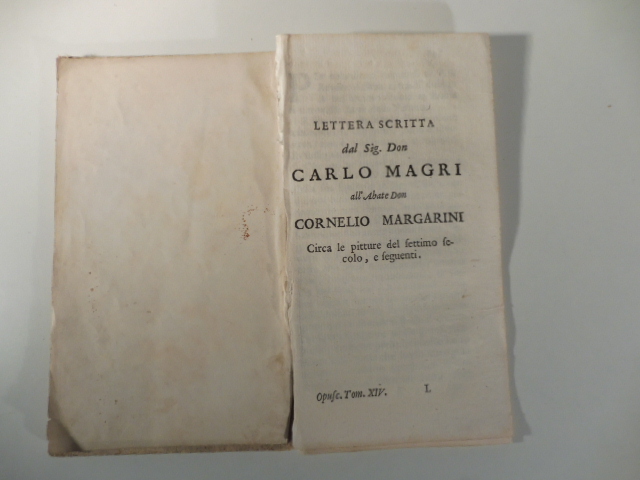 LETTERA SCRITTA
dal Sig. Don
CARLO MAGRI
all'Abate Don
CORNELIO MARGARINI
Circa le pitture del ſettimo ſe-
colo, e ſeguenti.
Opuſc. Tom. XIV. I.